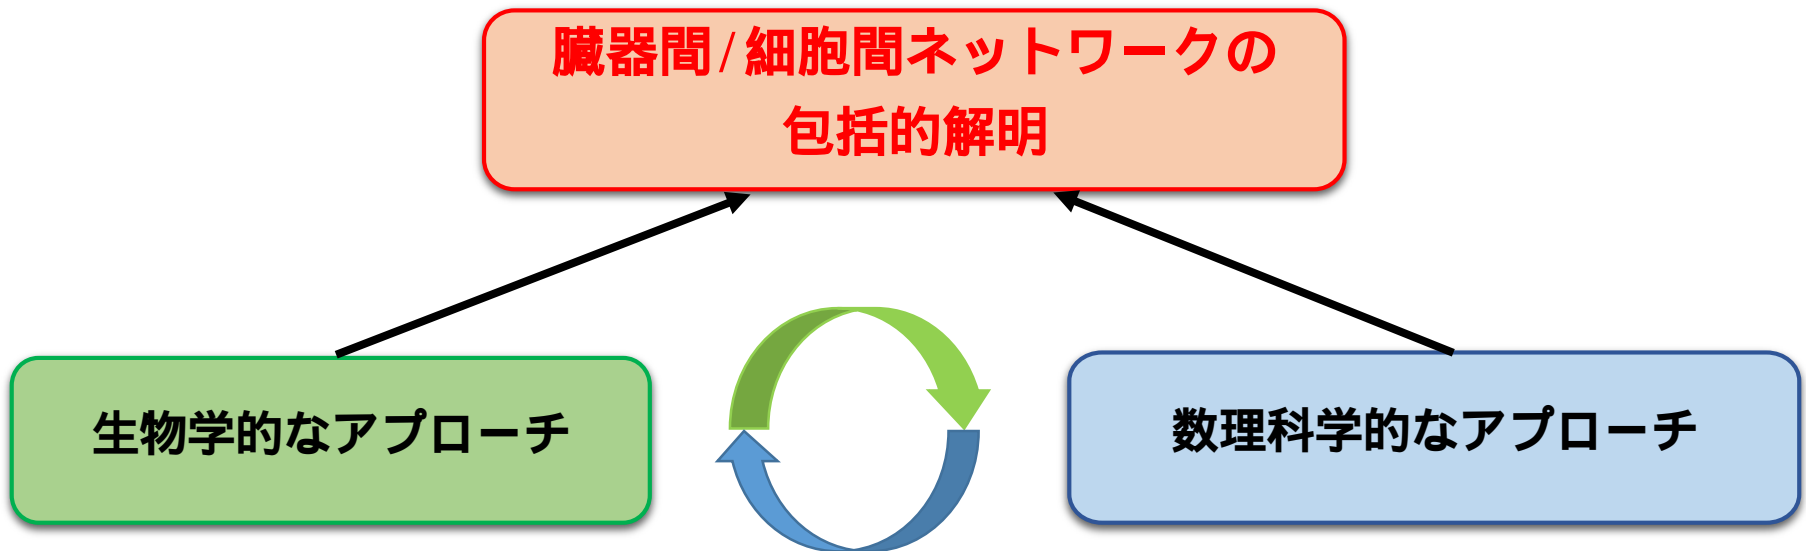 臓器間/細胞間ネットワークの
包括的解明
生物学的なアプローチ
数理科学的なアプローチ